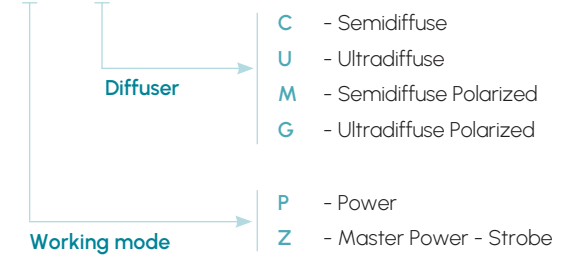 C - Semidiffuse
U - Ultradiffuse
Diffuser
M - Semidiffuse Polarized
G - Ultradiffuse Polarized
P - Power
Working mode
Z - Master Power - Strobe